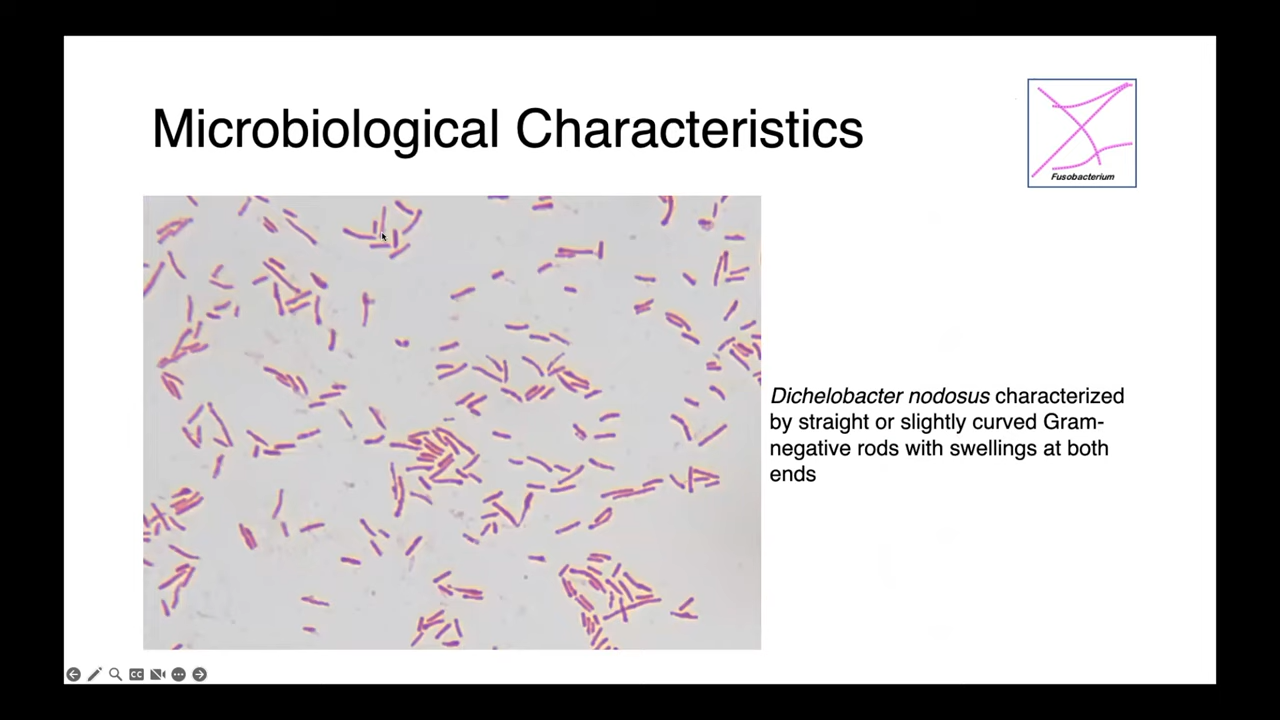 Microbiological Characteristics
Fusobacterium
Dichelobacter nodosus characterized
by straight or slightly curved Gram-
negative rods with swellings at both
ends
CC